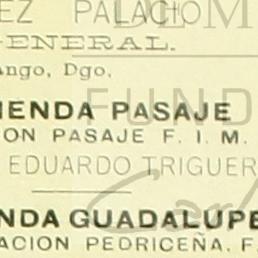 EZ PALACIO
GENERAL.
ango, Dgo.
IENDA PASAJE
ON PASAJE F. I. M.
EDUARDO TRIGUER
NDA GUADALUPE
ACION PEDRICEÑA. F.